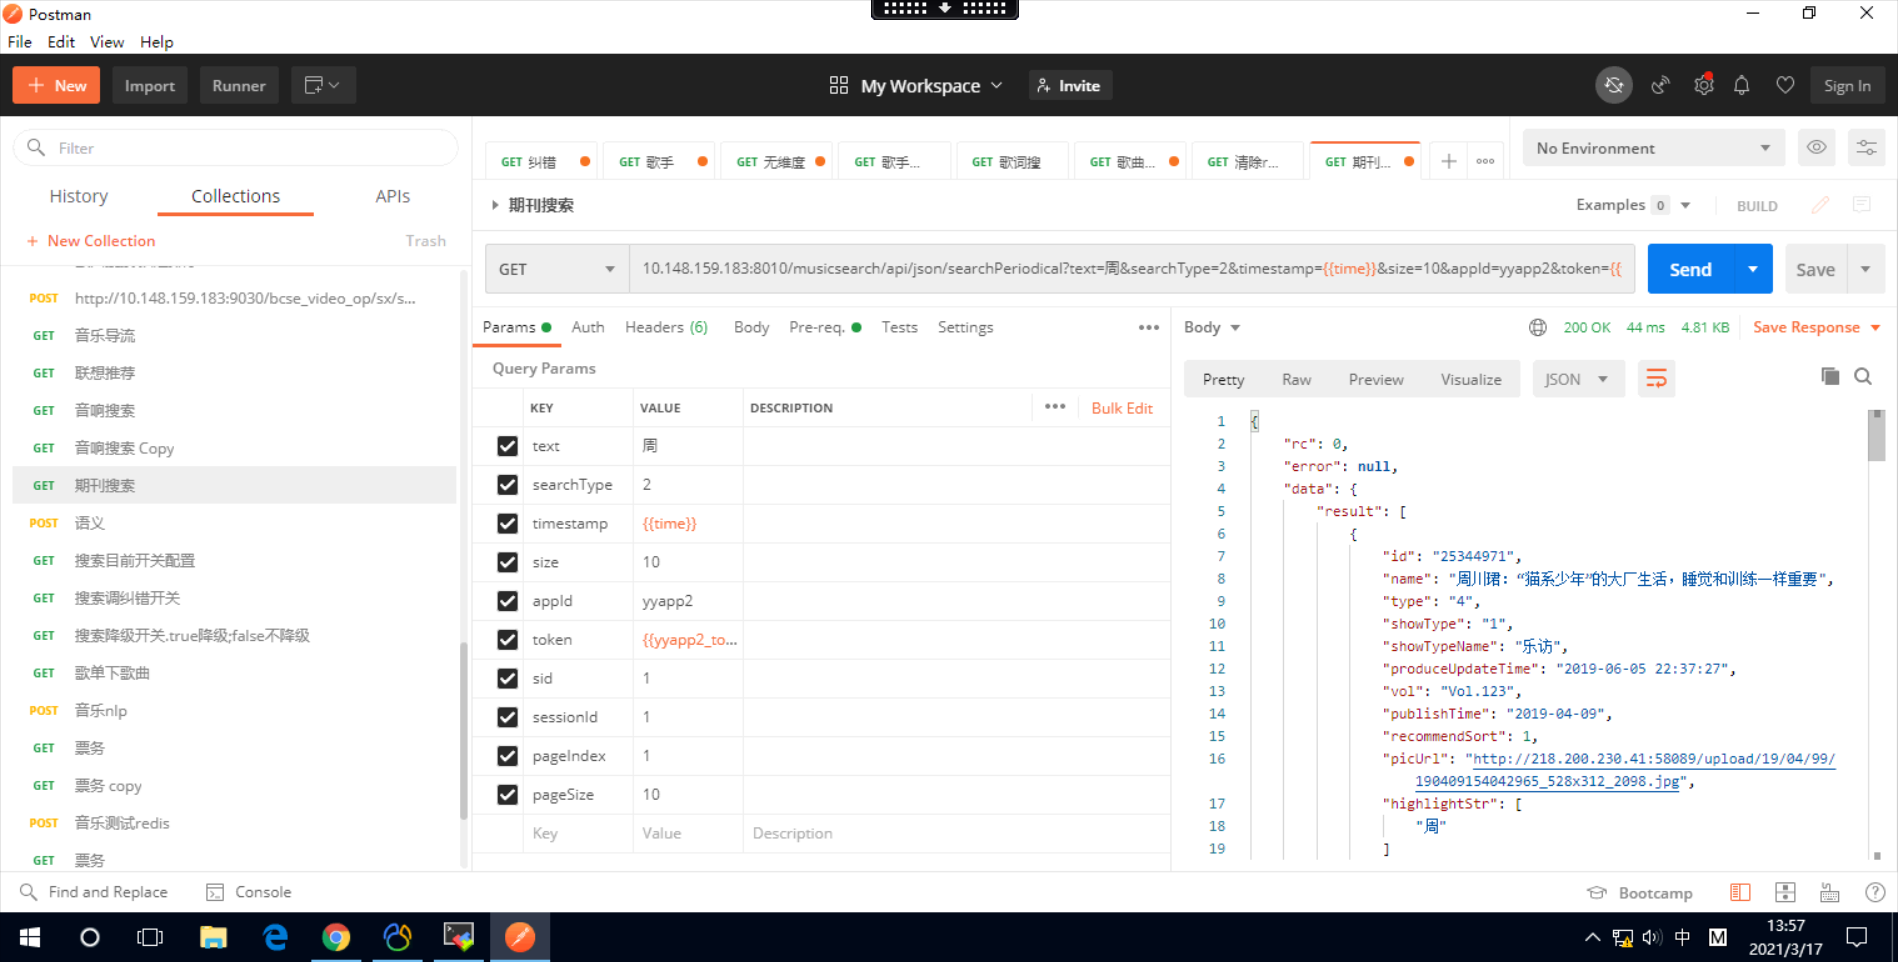 Postman
File Edit View Help
New
Import
Runner
My Workspace
Invite
Sign In
Filter
History
Collections
APIs
+ New Collection
Trash
POST http://10.148.159.183:9030/bcse_video_op/sx/s...
GET 音乐导流
GET 联想推荐
GET 音响搜索
GET 音响搜索 Copy
GET 期刊搜索
POST 语义
GET 搜索目前开关配置
GET 搜索调纠错开关
GET 搜索降级开关.true降级;false不降级
GET 歌单下歌曲
POST 音乐nlp
GET 票务
GET 票务 copy
POST 音乐测试redis
GET 票务
GET 纠错
GET 歌手
GET 无维度
GET 歌手...
GET 歌词搜
GET 歌曲...
GET 清除r...
GET 期刊...
No Environment
期刊搜索
Examples 0
BUILD
GET
10.148.159.183:8010/musicsearch/api/json/searchPeriodical?text=周&searchType=2&timestamp={{time}}&size=10&appId=yyapp2&token={{
Send
Save
Params
Auth
Headers (6)
Body
Pre-req.
Tests
Settings
Query Params
KEY VALUE DESCRIPTION
Bulk Edit
text 周
searchType 2
timestamp {{time}}
size 10
appId yyapp2
token {{yyapp2_to...
sid 1
sessionId 1
pageIndex 1
pageSize 10
Key Value Description
Body
200 OK 44 ms 4.81 KB Save Response
Pretty Raw Preview Visualize JSON
1 {
2 "rc": 0,
3 "error": null,
4 "data": {
5 "result": [
6 {
7 "id": "25344971",
8 "name": "周川珺：“猫系少年”的大厂生活，睡觉和训练一样重要",
9 "type": "4",
10 "showType": "1",
11 "showTypeName": "乐访",
12 "produceUpdateTime": "2019-06-05 22:37:27",
13 "vol": "Vol.123",
14 "publishTime": "2019-04-09",
15 "recommendSort": 1,
16 "picUrl": "http://218.200.230.41:58089/upload/19/04/99/
190409154042965_528x312_2098.jpg",
17 "highlightStr": [
18 "周"
19 ]
Find and Replace
Console
Bootcamp
中
M
13:57
2021/3/17